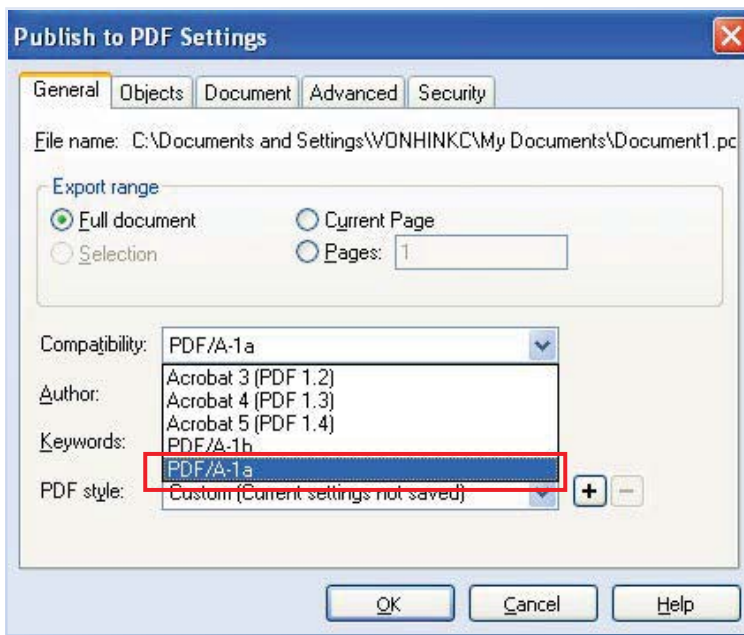 Publish to PDF Settings
General Objects Document Advanced Security
File name: C:\Documents and Settings\VONHINKC\My Documents\Document1.pc
Export range
Full document Current Page
Selection Pages: 1
Compatibility: PDF/A-1a
Acrobat 3 (PDF 1.2)
Author: Acrobat 4 (PDF 1.3)
Acrobat 5 (PDF 1.4)
Keywords: PDF/A-1b
PDF/A-1a
PDF style: Custom (Current settings not saved) + −
OK Cancel Help